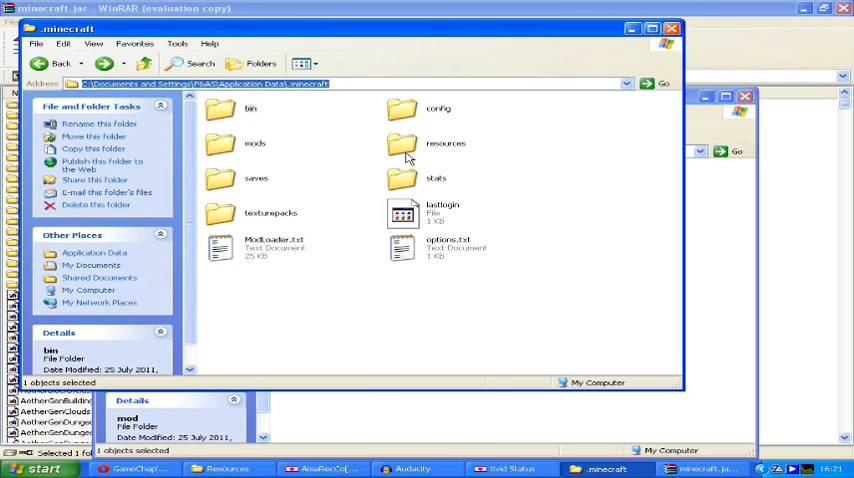 minecraft.jar - WinRAR (evaluation copy)
.minecraft
File Edit View Favorites Tools Help
Back Search Folders
Address C:\Documents and Settings\P&AS\Application Data\.minecraft Go
Go
File and Folder Tasks
Rename this folder
Move this folder
Copy this folder
Publish this folder to
the Web
Share this folder
E-mail this folder's files
Delete this folder
Other Places
Application Data
My Documents
Shared Documents
My Computer
My Network Places
Details
bin
File Folder
Date Modified: 25 July 2011,
bin
config
mods
resources
saves
stats
texturepacks
lastlogin
File
1 KB
ModLoader.txt
Text Document
25 KB
options.txt
Text Document
1 KB
1 objects selected
My Computer
AetherGenBuilding
AetherGenClouds
AetherGenDungeo
AetherGenDunge
Details
mod
File Folder
Date Modified: 25 July 2011,
Selected 1 fo
1 objects selected
My Computer
start
GameChap'...
Resources
AmaRecCo[...
Audacity
Xvid Status
.minecraft
minecraft.ja...
16:21